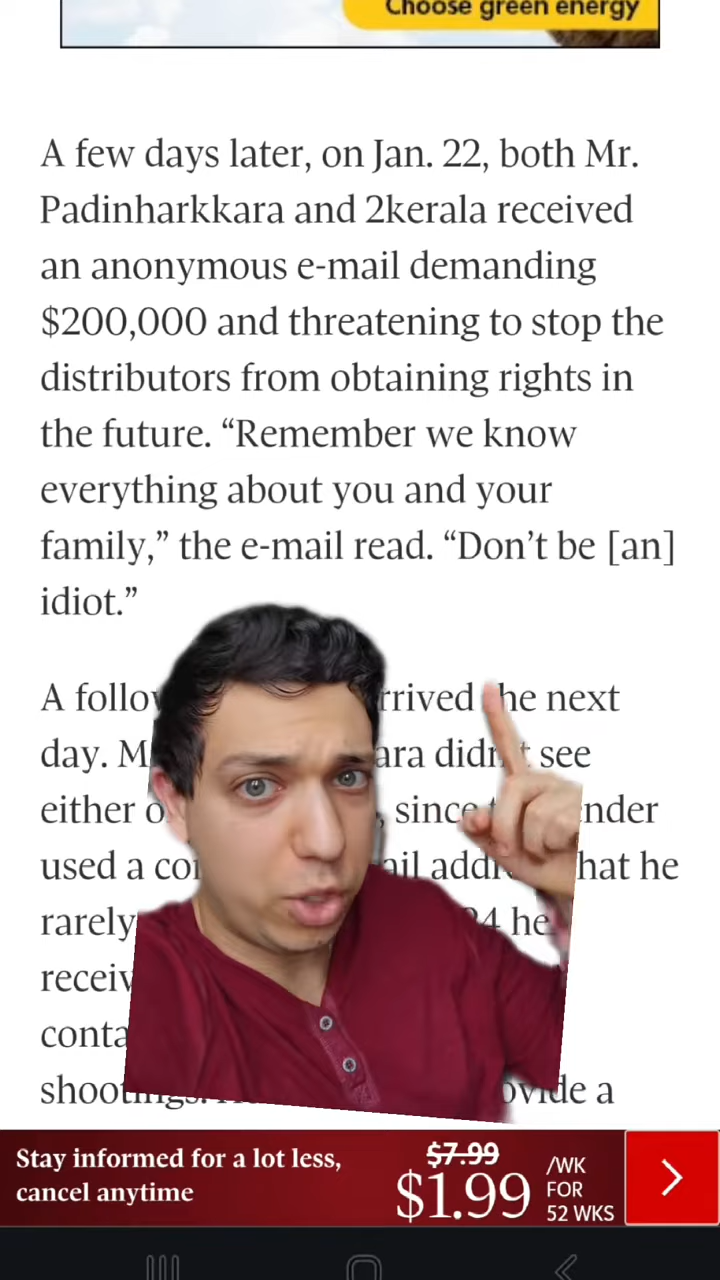 Choose green energy
A few days later, on Jan. 22, both Mr.
Padinharkkara and 2kerala received
an anonymous e-mail demanding
$200,000 and threatening to stop the
distributors from obtaining rights in
the future. “Remember we know
everything about you and your
family,” the e-mail read. “Don’t be [an]
idiot.”
A follo rrived the next
day. M ara didn't see
either o , since nder
used a co ail addr hat he
rarely 24 he
receiv
conta
shootings. ovide a
Stay informed for a lot less,
cancel anytime
$7.99
$1.99
/WK
FOR
52 WKS